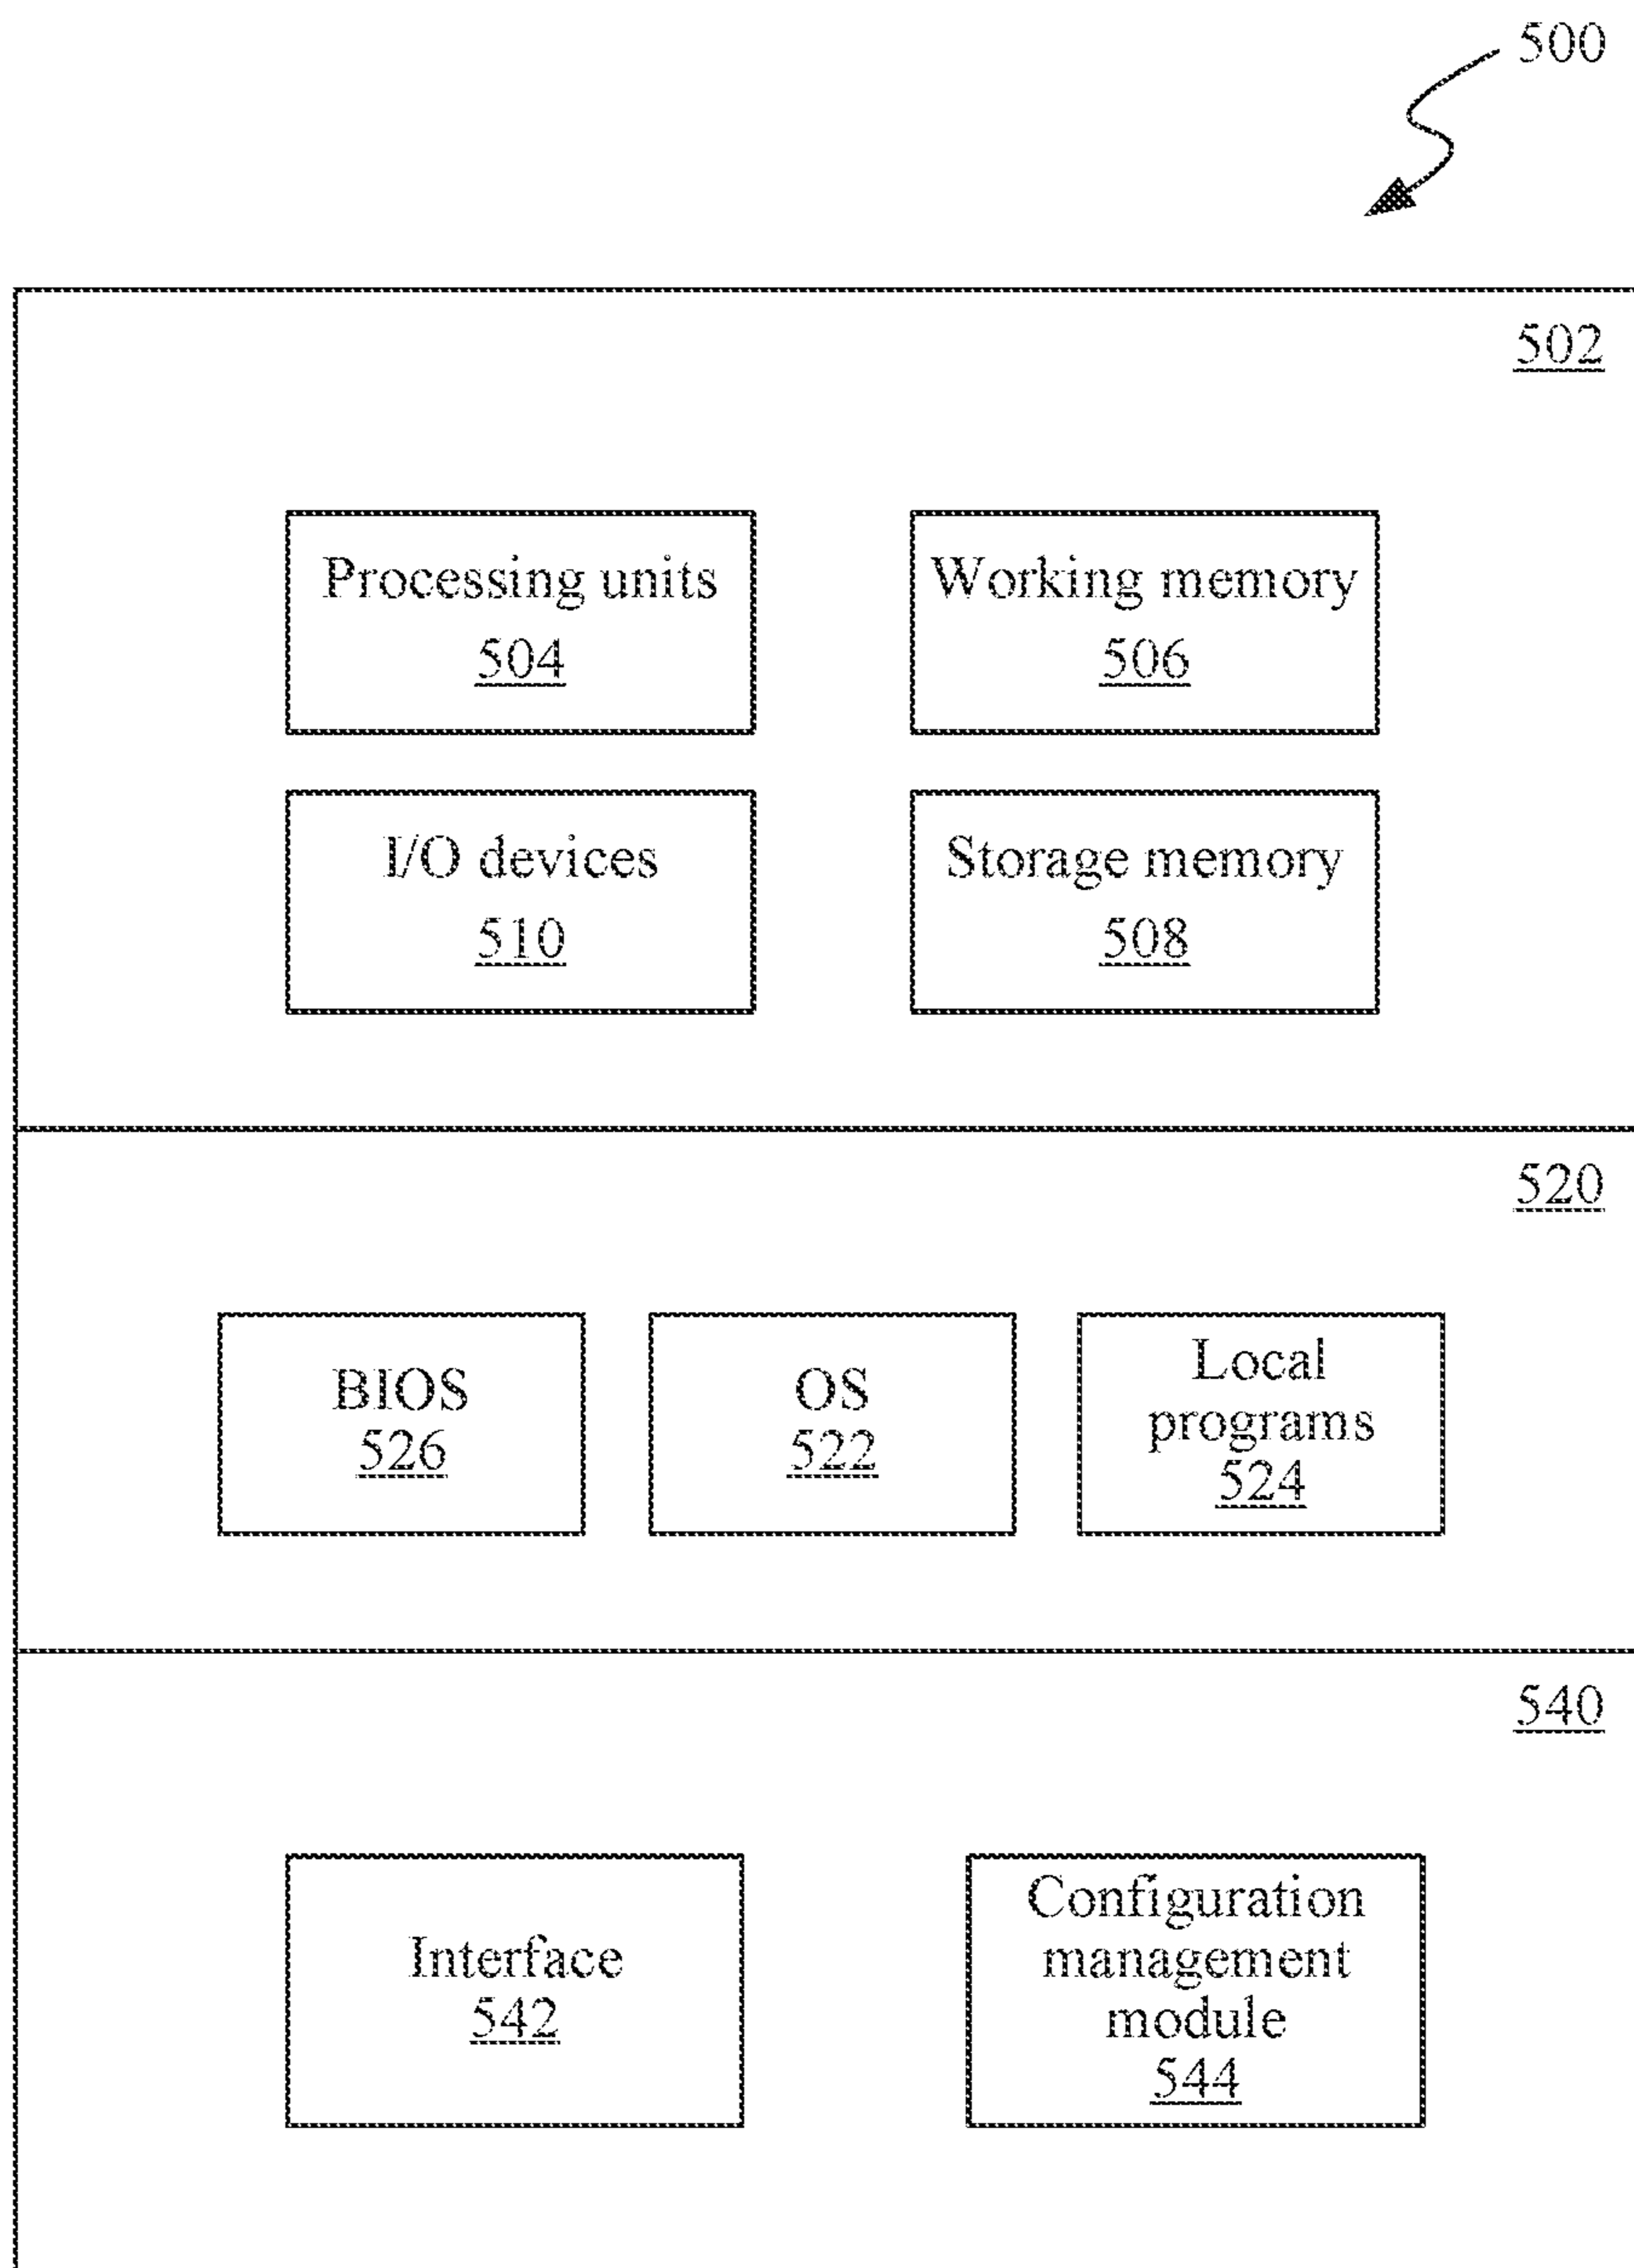 500
502
Processing units
504
Working memory
506
I/O devices
510
Storage memory
508
520
BIOS
526
OS
522
Local
programs
524
540
Interface
542
Configuration
management
module
544